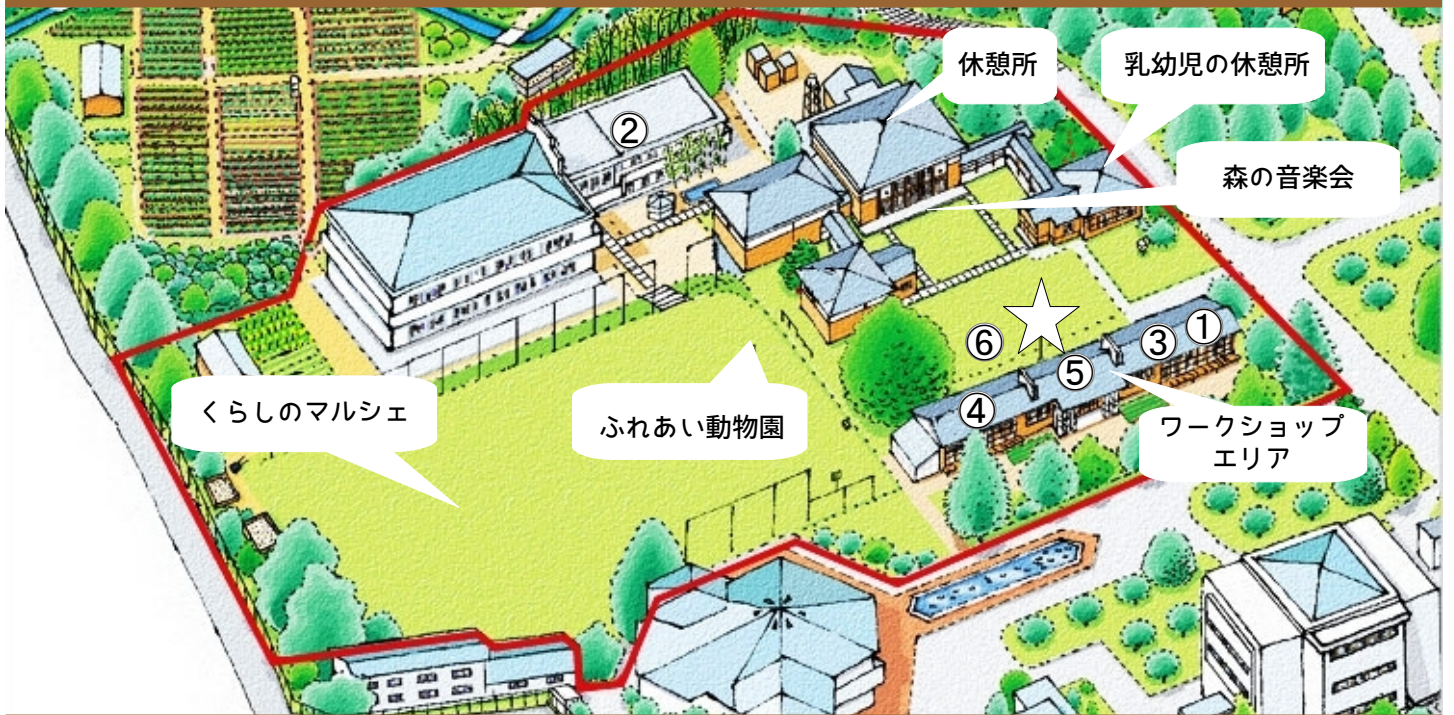 休憩所
乳幼児の休憩所
②
森の音楽会
①
③
⑥
⑤
④
くらしのマルシェ
ふれあい動物園
ワークショップ
エリア